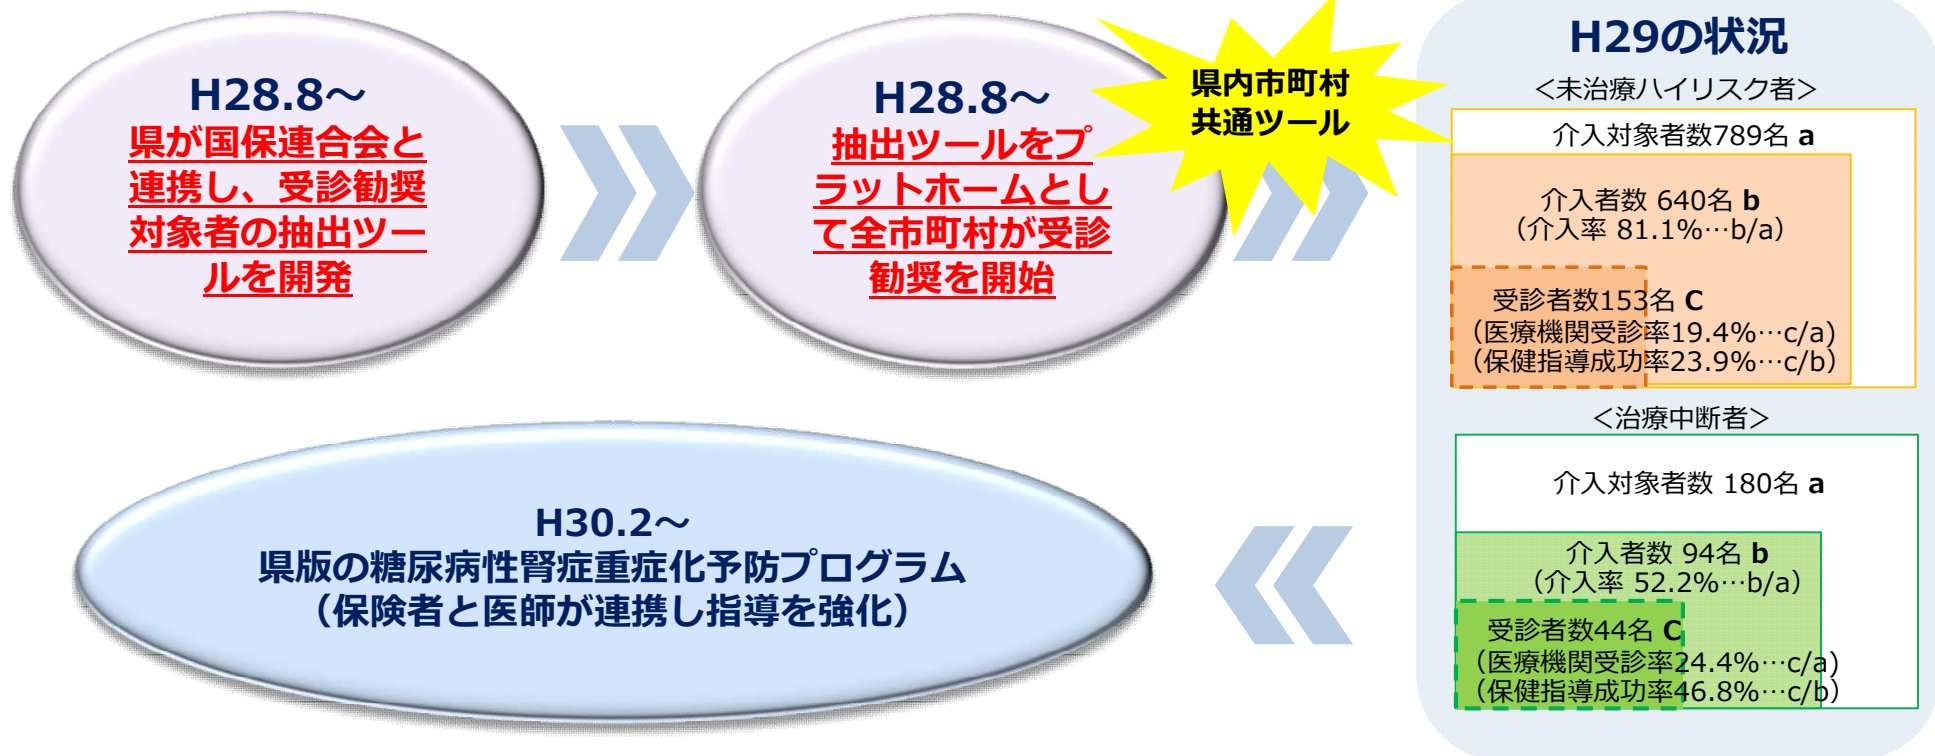 H28.8～
県が国保連合会と
連携し、受診勧奨
対象者の抽出ツー
ルを開発
H28.8～
抽出ツールをプ
ラットホームとし
て全市町村が受診
勧奨を開始
県内市町村
共通ツール
H29の状況
＜未治療ハイリスク者＞
介入対象者数789名 a
介入者数 640名 b
（介入率 81.1%…b/a）
受診者数153名 C
（医療機関受診率19.4%…c/a)
（保健指導成功率23.9%…c/b）
＜治療中断者＞
介入対象者数 180名 a
介入者数 94名 b
（介入率 52.2%…b/a）
受診者数44名 C
（医療機関受診率24.4%…c/a)
（保健指導成功率46.8%…c/b）
H30.2～
県版の糖尿病性腎症重症化予防プログラム
（保険者と医師が連携し指導を強化）